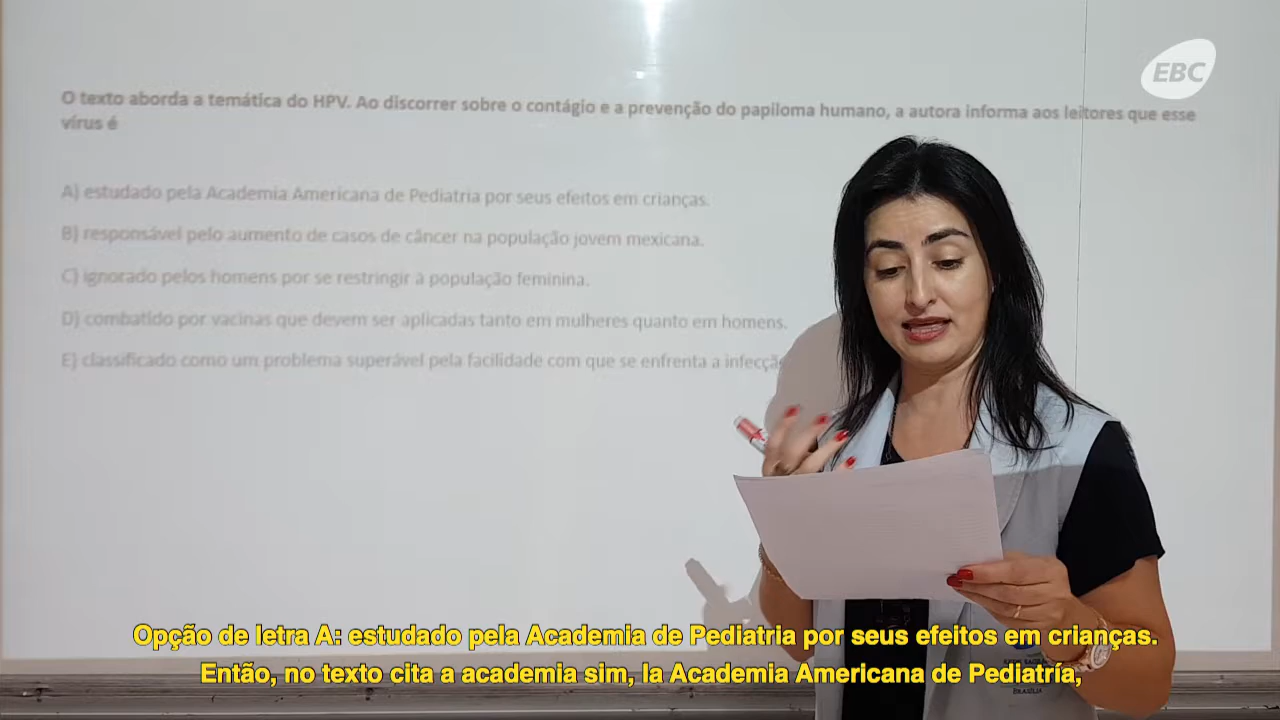 EBC
O texto aborda a temática do HPV. Ao discorrer sobre o contágio e a prevenção do papiloma humano, a autora informa aos leitores que esse
vírus é
A) estudado pela Academia Americana de Pediatria por seus efeitos em crianças.
B) responsável pelo aumento de casos de câncer na população jovem mexicana.
C) ignorado pelos homens por se restringir à população feminina.
D) combatido por vacinas que devem ser aplicadas tanto em mulheres quanto em homens.
E) classificado como um problema superável pela facilidade com que se enfrenta a
Opção de letra A: estudado pela Academia de Pediatria por seus efeitos em crianças.
Então, no texto cita a academia sim, la Academia Americana de Pediatría,
BRASÍLIA